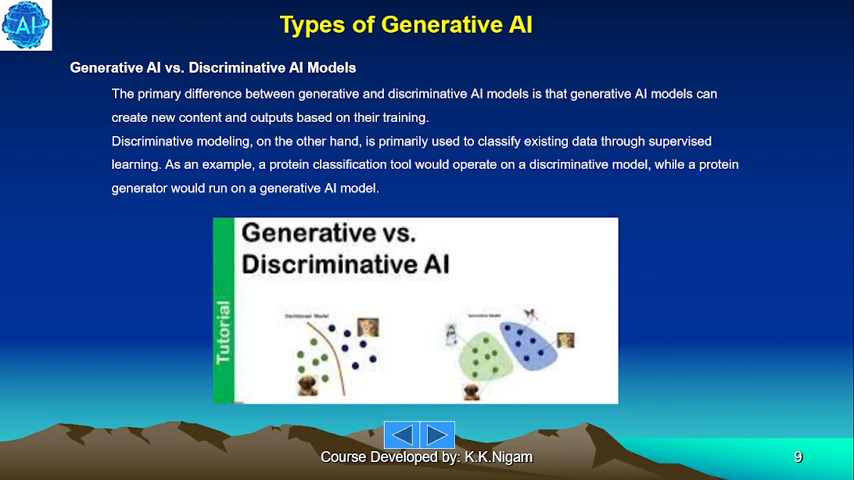 AI
Types of Generative AI
Generative AI vs. Discriminative AI Models
The primary difference between generative and discriminative AI models is that generative AI models can
create new content and outputs based on their training.
Discriminative modeling, on the other hand, is primarily used to classify existing data through supervised
learning. As an example, a protein classification tool would operate on a discriminative model, while a protein
generator would run on a generative AI model.
Generative vs.
Discriminative AI
Tutorial
Course Developed by: K.K.Nigam
9